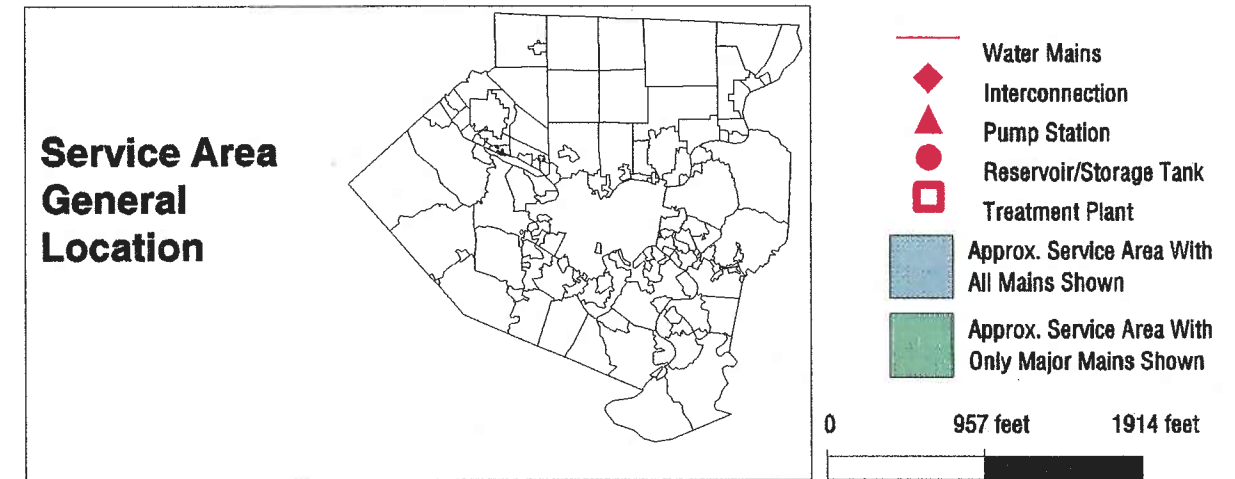 Service Area
General
Location
Water Mains
Interconnection
Pump Station
Reservoir/Storage Tank
Treatment Plant
Approx. Service Area With
All Mains Shown
Approx. Service Area With
Only Major Mains Shown
0 957 feet 1914 feet